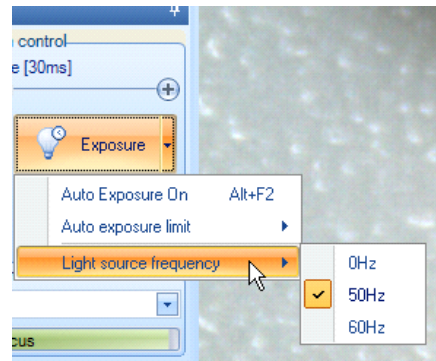 control
e [30ms]
Exposure
Auto Exposure On Alt+F2
Auto exposure limit
Light source frequency
0Hz
50Hz
60Hz
cus